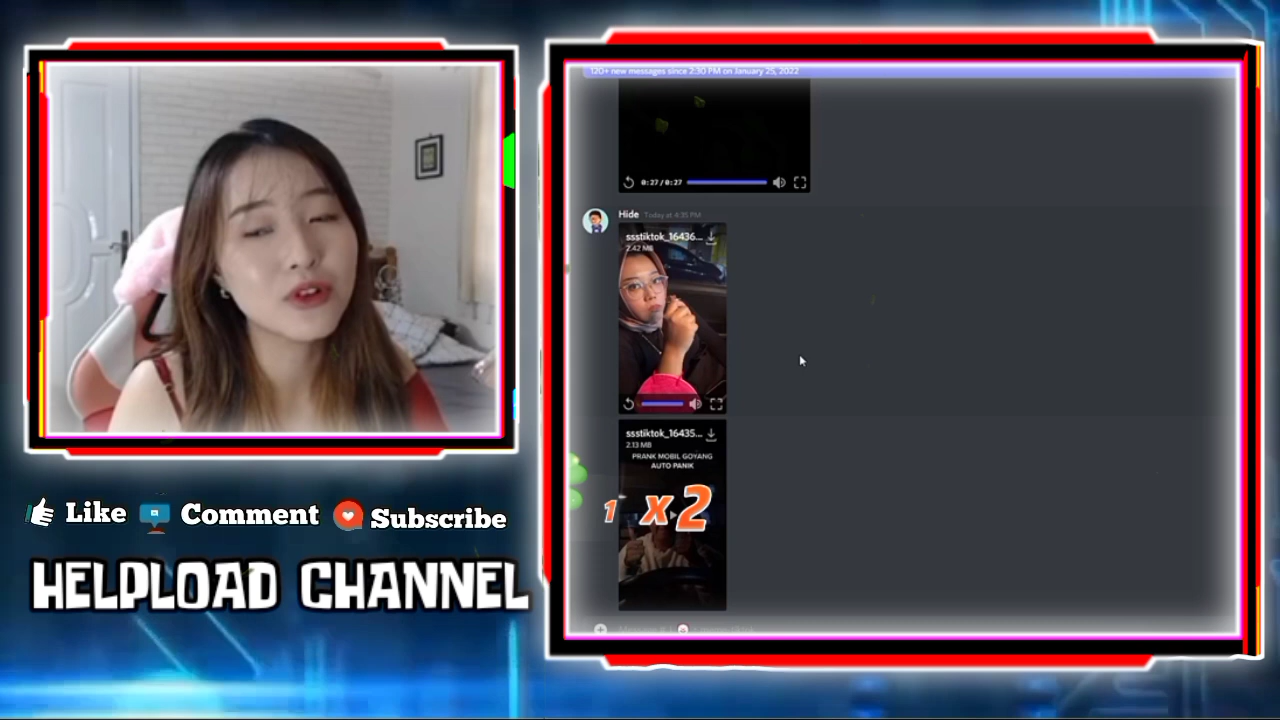 120+ new messages since 2:30 PM on January 25, 2022
0:27 / 0:27
Hide Today at 4:35 PM
ssstiktok_16436...
2.42 MB
ssstiktok_16435...
2.13 MB
PRANK MOBIL GOYANG
AUTO PANIK
1 x2
Like Comment Subscribe
HELPLOAD CHANNEL